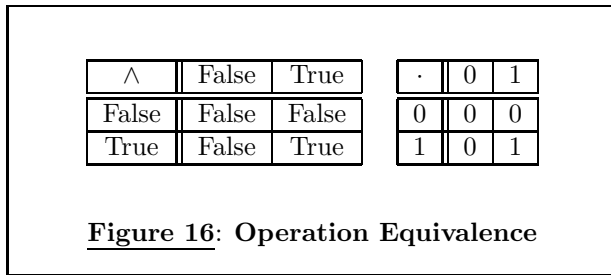 ∧ False True · 0 1
False False False 0 0 0
True False True 1 0 1
Figure 16: Operation Equivalence